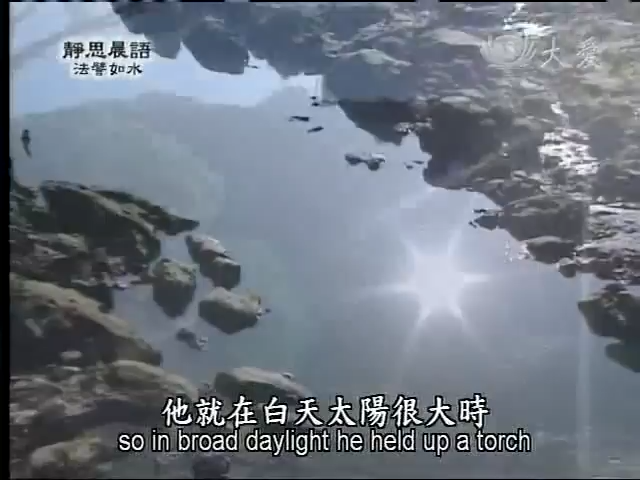 靜思晨語
法譬如水
大愛
他就在白天太陽很大時
so in broad daylight he held up a torch